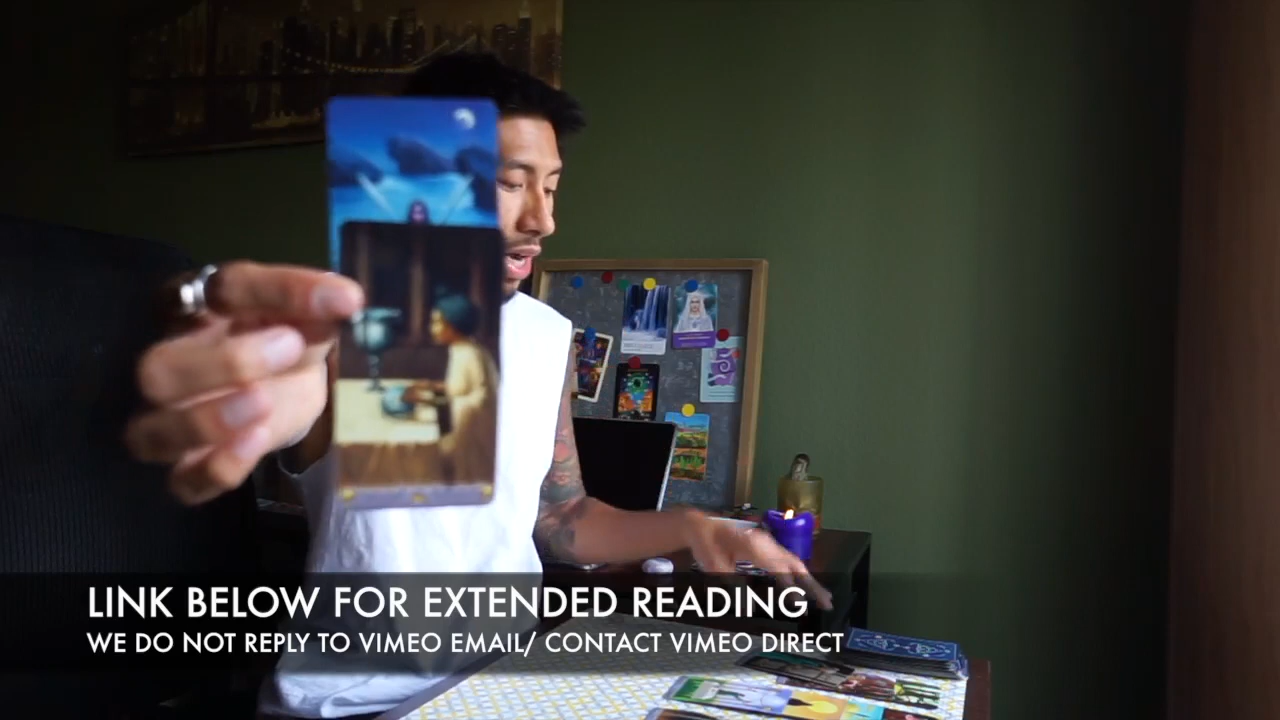 LINK BELOW FOR EXTENDED READING
WE DO NOT REPLY TO VIMEO EMAIL/ CONTACT VIMEO DIRECT